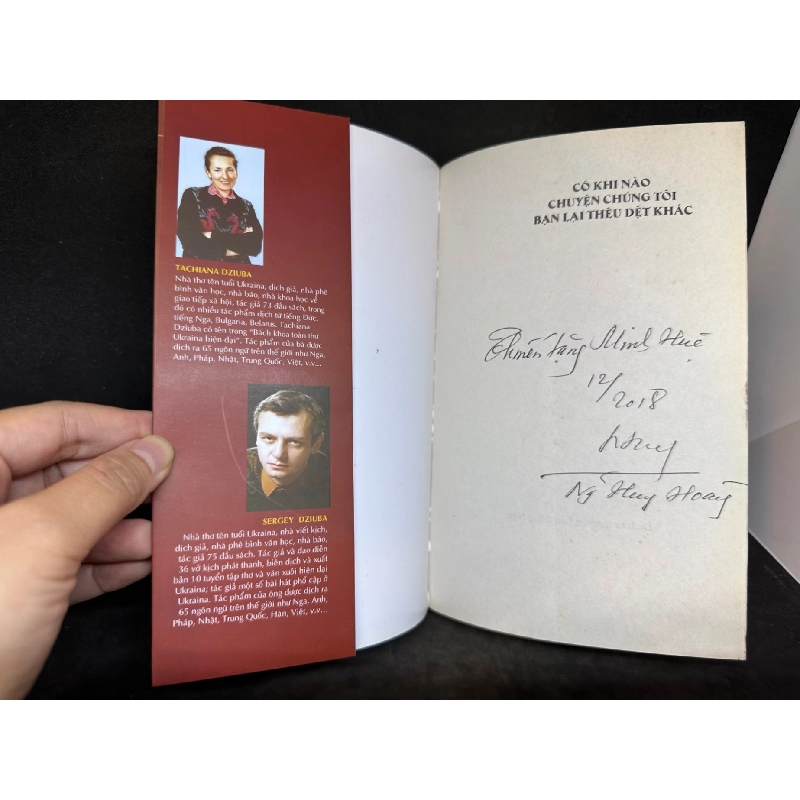 TACHIANA DZIUBA
Nhà thơ tên tuổi Ukraina, dịch giả, nhà phê
bình văn học, nhà báo, nhà khoa học về
giao tiếp xã hội, tác giả 73 đầu sách, trong
đó có nhiều tác phẩm dịch từ tiếng Đức,
tiếng Nga, Bulgaria, Belarus. Tachiana
Dziuba có tên trong "Bách khoa toàn thư
Ukraina hiện đại". Tác phẩm của bà được
dịch ra 65 ngôn ngữ trên thế giới như Nga,
Anh, Pháp, Nhật, Trung Quốc, Việt, v.v...
SERGEY DZIUBA
Nhà thơ tên tuổi Ukraina, nhà viết kịch,
dịch giả, nhà phê bình văn học, nhà báo,
tác giả 75 đầu sách. Tác giả và đạo diễn
36 vở kịch phát thanh, biên dịch và xuất
bản 10 tuyển tập thơ và văn xuôi hiện đại
Ukraina; tác giả một số bài hát phổ cập ở
Ukraina. Tác phẩm của ông được dịch ra
65 ngôn ngữ trên thế giới như Nga, Anh,
Pháp, Nhật, Trung Quốc, Hàn, Việt, v.v...
CÓ KHI NÀO
CHUYỆN CHÚNG TÔI
BẠN LẠI THÊU DỆT KHÁC
Thiến tặng Minh Huệ
12/2018
Ng Huy Hoàng